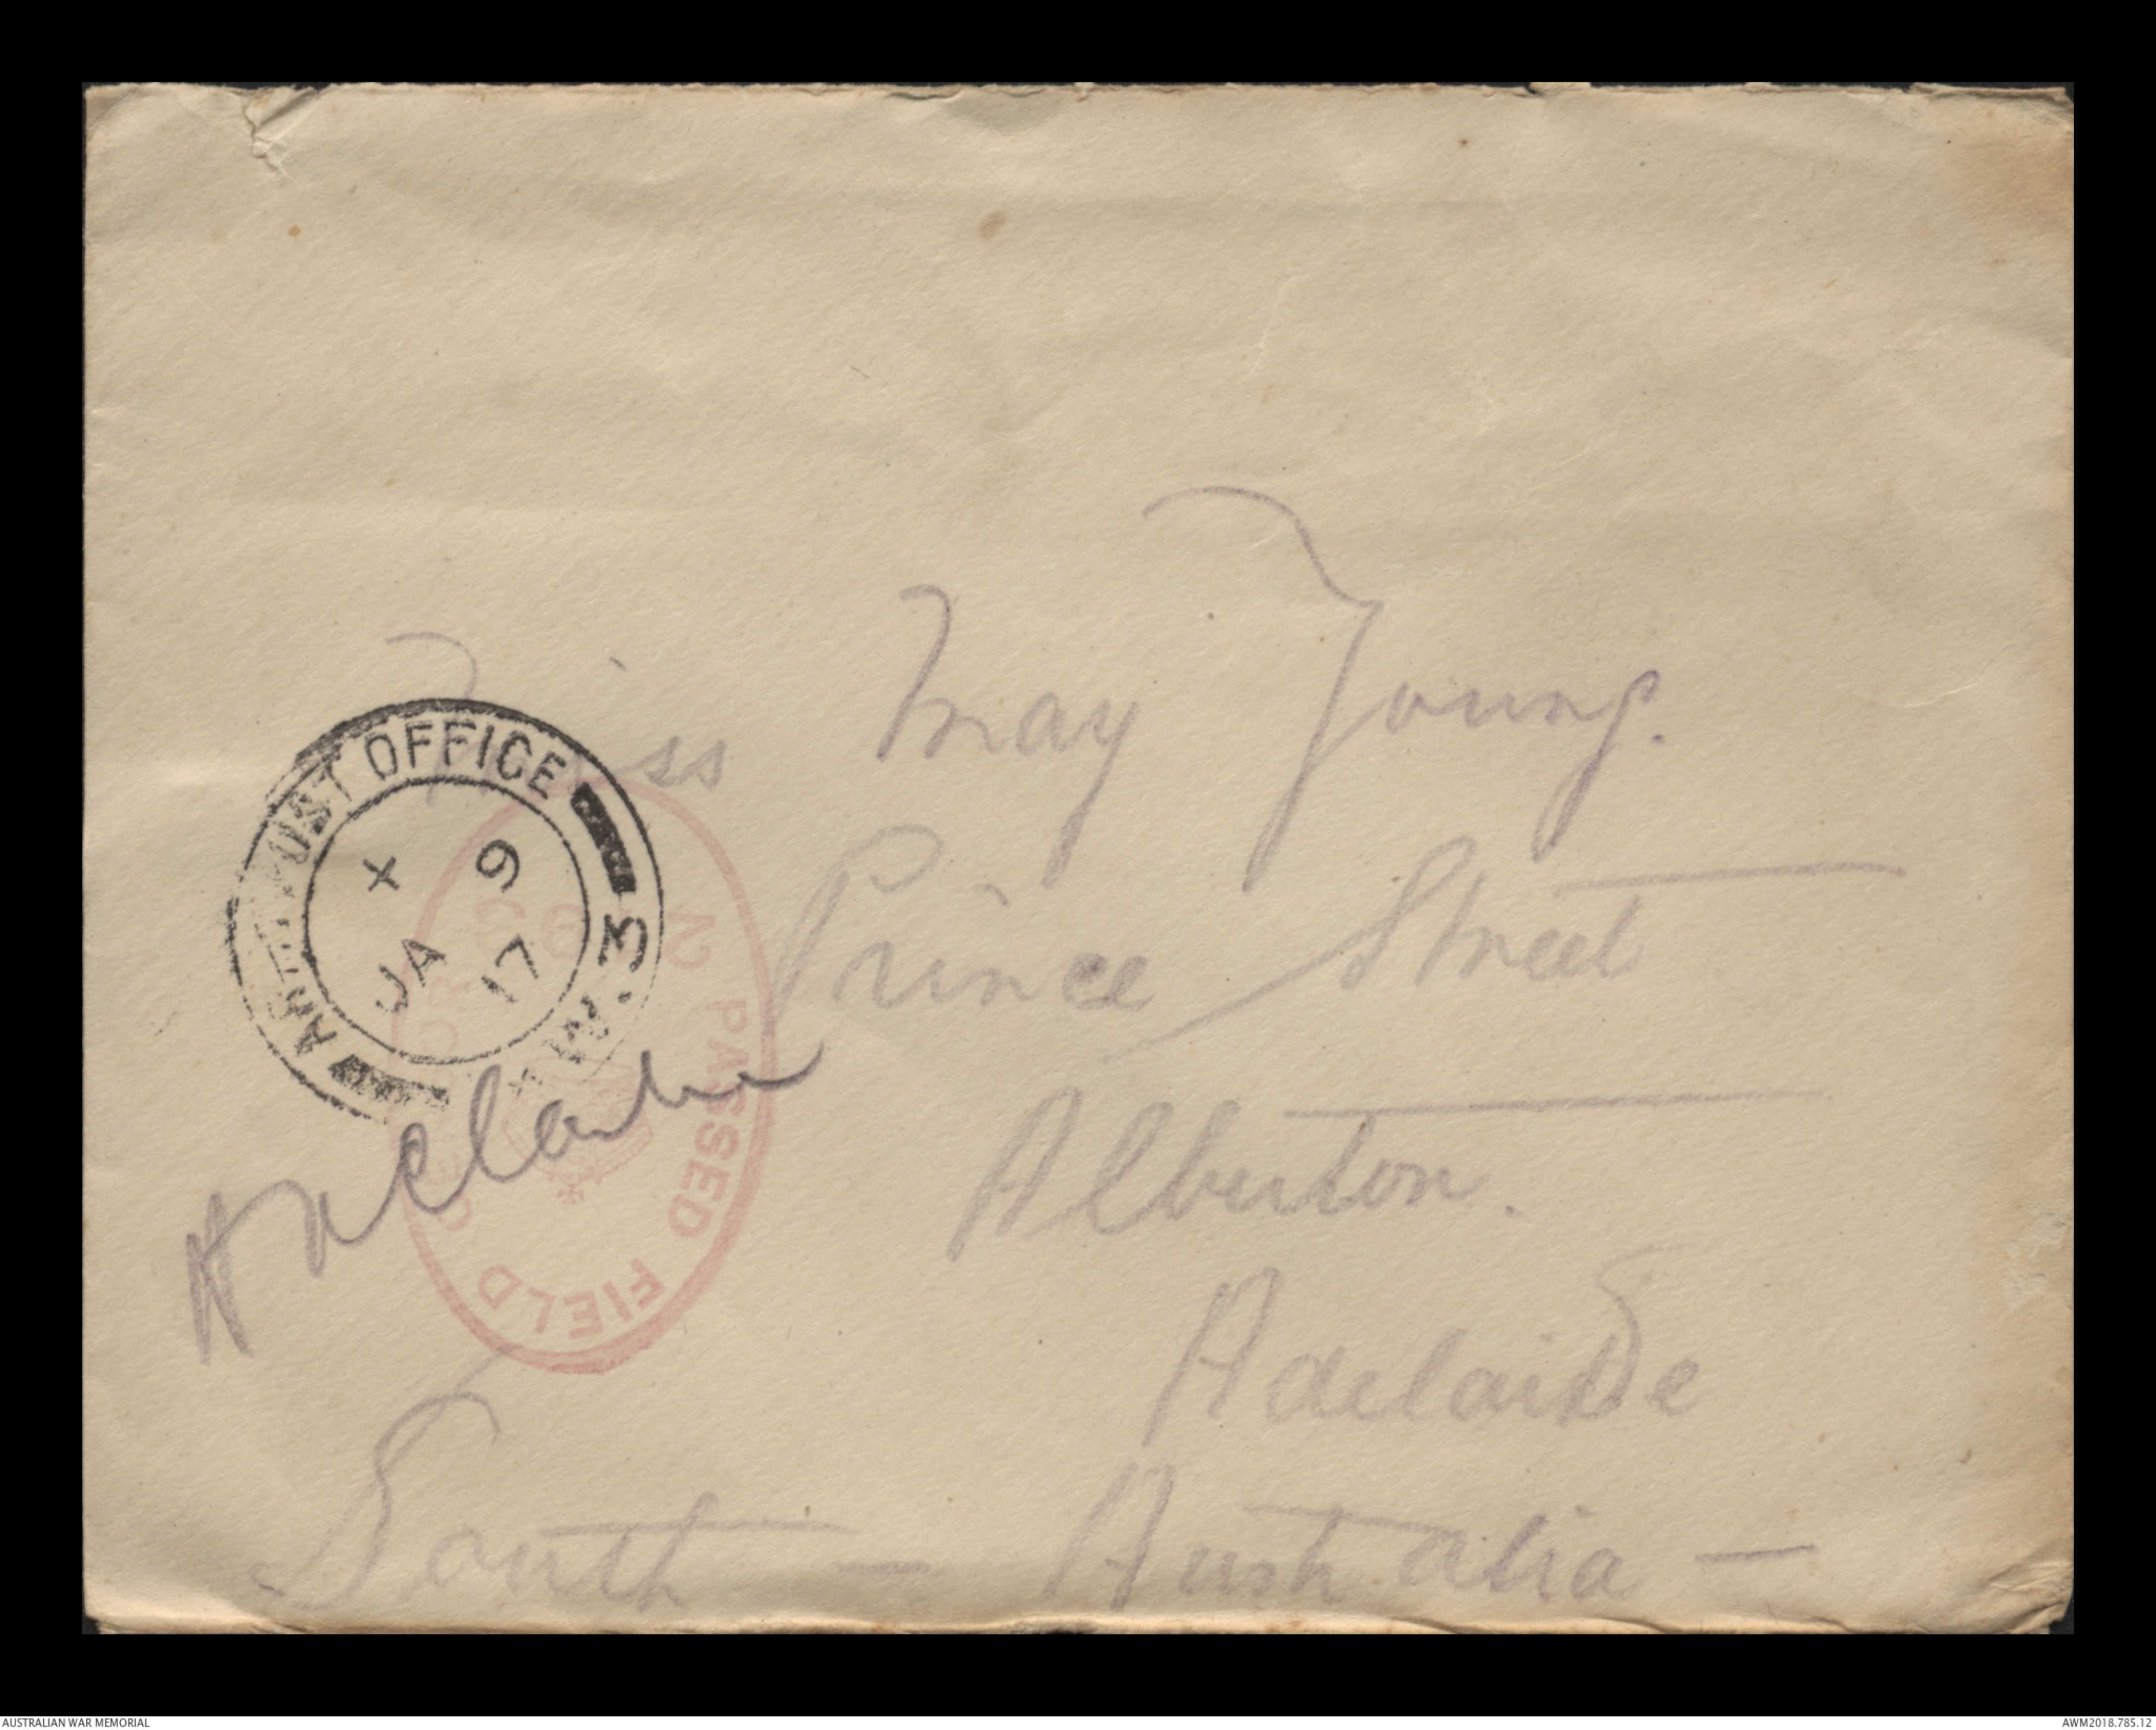 Miss May Young.
Prince Street
Alberton.
Adelaide
South — Australia —
ARMY POST OFFICE
X
JA 9
17
W.3
PASSED FIELD
2
AUSTRALIAN WAR MEMORIAL
AWM2018.785.12